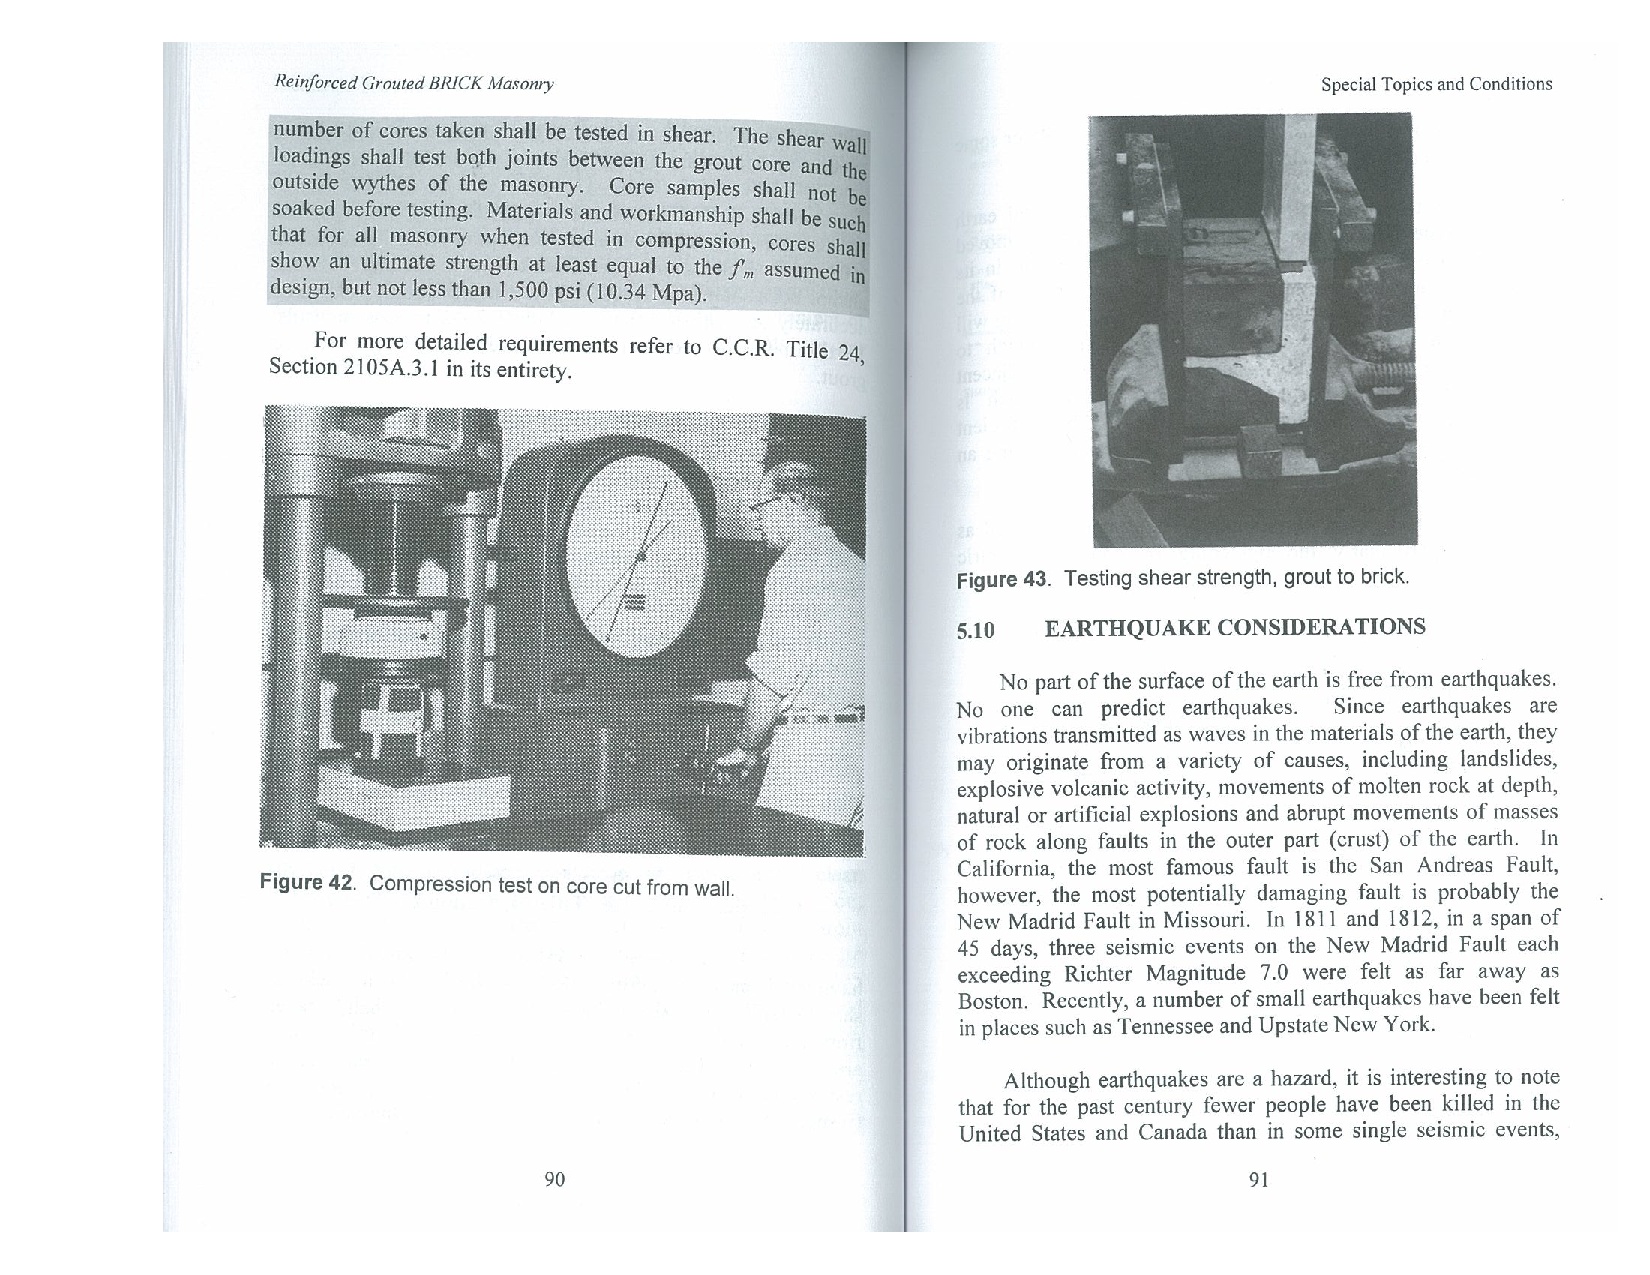 Reinforced Grouted BRICK Masonry
number of cores taken shall be tested in shear. The shear wall
loadings shall test both joints between the grout core and the
outside wythes of the masonry. Core samples shall not be
soaked before testing. Materials and workmanship shall be such
that for all masonry when tested in compression, cores shall
show an ultimate strength at least equal to the f'm assumed in
design, but not less than 1,500 psi (10.34 Mpa).
For more detailed requirements refer to C.C.R. Title 24,
Section 2105A.3.1 in its entirety.
Figure 42. Compression test on core cut from wall.
90
Special Topics and Conditions
Figure 43. Testing shear strength, grout to brick.
5.10 EARTHQUAKE CONSIDERATIONS
No part of the surface of the earth is free from earthquakes.
No one can predict earthquakes. Since earthquakes are
vibrations transmitted as waves in the materials of the earth, they
may originate from a variety of causes, including landslides,
explosive volcanic activity, movements of molten rock at depth,
natural or artificial explosions and abrupt movements of masses
of rock along faults in the outer part (crust) of the earth. In
California, the most famous fault is the San Andreas Fault,
however, the most potentially damaging fault is probably the
New Madrid Fault in Missouri. In 1811 and 1812, in a span of
45 days, three seismic events on the New Madrid Fault each
exceeding Richter Magnitude 7.0 were felt as far away as
Boston. Recently, a number of small earthquakes have been felt
in places such as Tennessee and Upstate New York.
Although earthquakes are a hazard, it is interesting to note
that for the past century fewer people have been killed in the
United States and Canada than in some single seismic events,
91